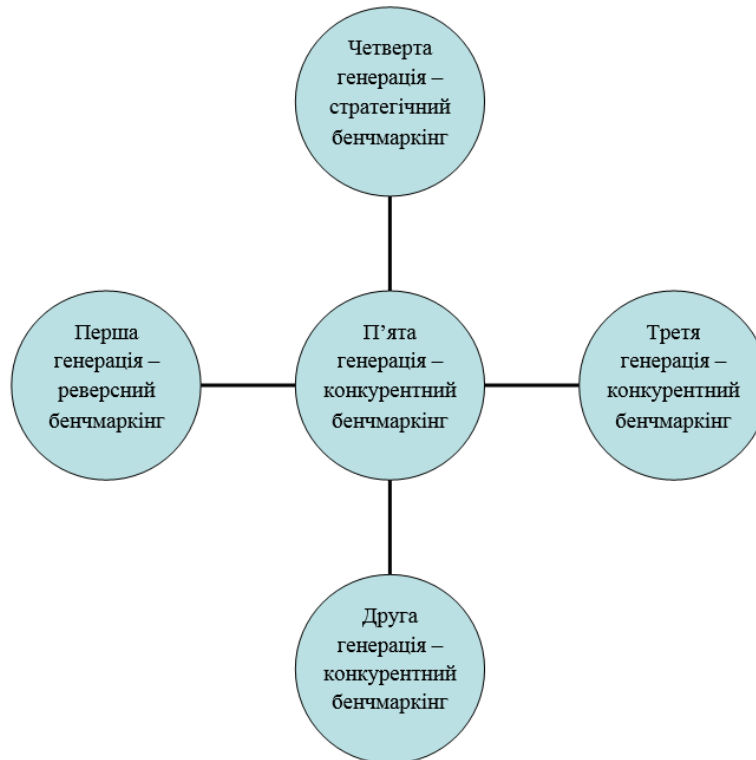 Четверта
генерація –
стратегічний
бенчмаркінг
Перша
генерація –
реверсний
бенчмаркінг
П’ята
генерація –
конкурентний
бенчмаркінг
Третя
генерація –
конкурентний
бенчмаркінг
Друга
генерація –
конкурентний
бенчмаркінг